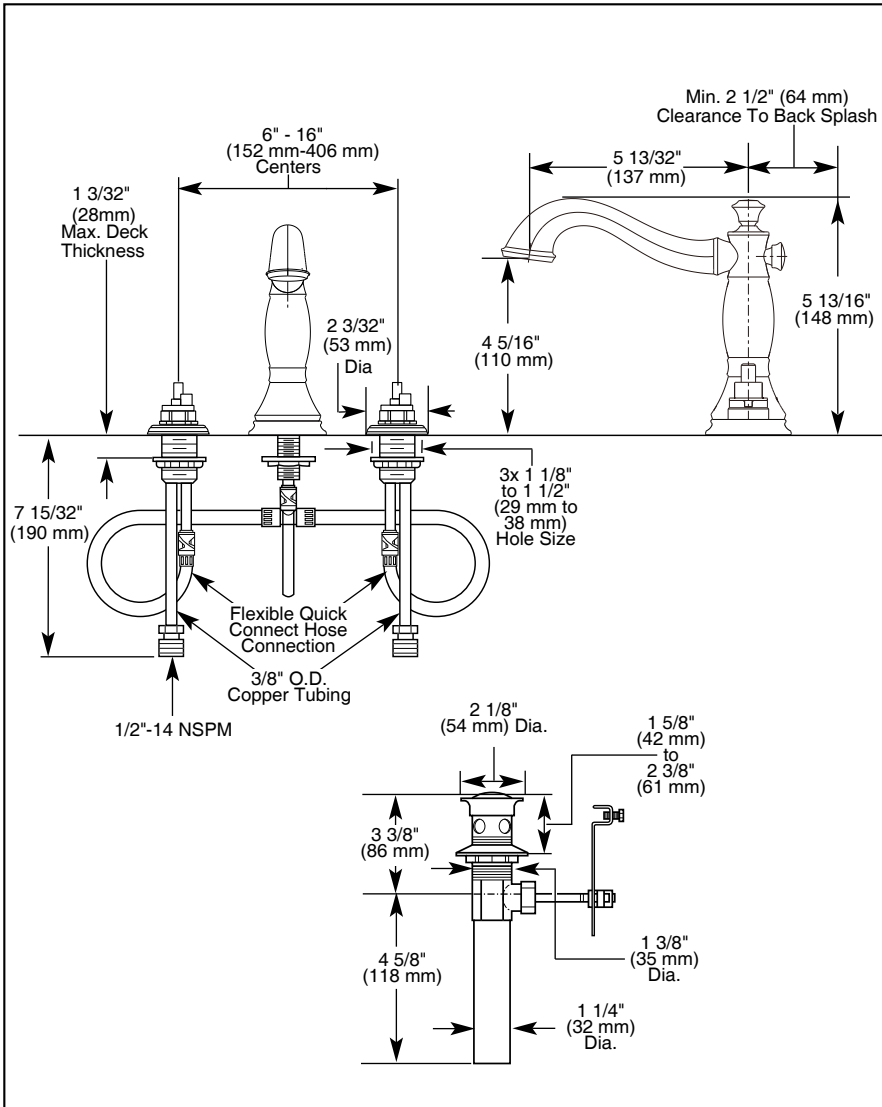 6" - 16"
(152 mm-406 mm)
Centers
1 3/32"
(28mm)
Max. Deck
Thickness
2 3/32"
(53 mm)
Dia
7 15/32"
(190 mm)
3x 1 1/8"
to 1 1/2"
(29 mm to
38 mm)
Hole Size
Flexible Quick
Connect Hose
Connection
3/8" O.D.
Copper Tubing
1/2"-14 NSPM
Min. 2 1/2" (64 mm)
Clearance To Back Splash
5 13/32"
(137 mm)
4 5/16"
(110 mm)
5 13/16"
(148 mm)
2 1/8"
(54 mm) Dia.
1 5/8"
(42 mm)
to
2 3/8"
(61 mm)
3 3/8"
(86 mm)
4 5/8"
(118 mm)
1 3/8"
(35 mm)
Dia.
1 1/4"
(32 mm)
Dia.